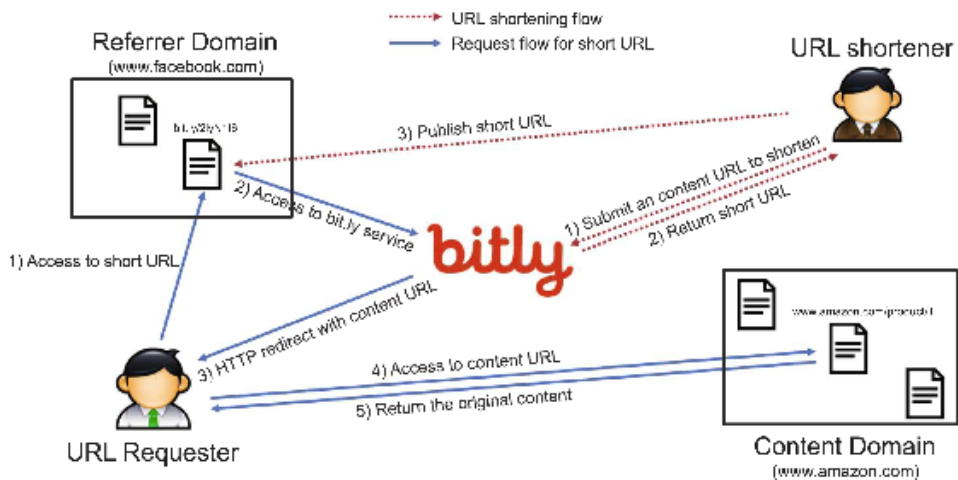 URL shortening flow
Request flow for short URL
Referrer Domain
(www.facebook.com)
URL shortener
3) Publish short URL
1) Submit an content URL to shorten
2) Return short URL
2) Access to bit.ly service
bitly
1) Access to short URL
3) HTTP redirect with content URL
4) Access to content URL
5) Return the original content
URL Requester
Content Domain
(www.amazon.com)